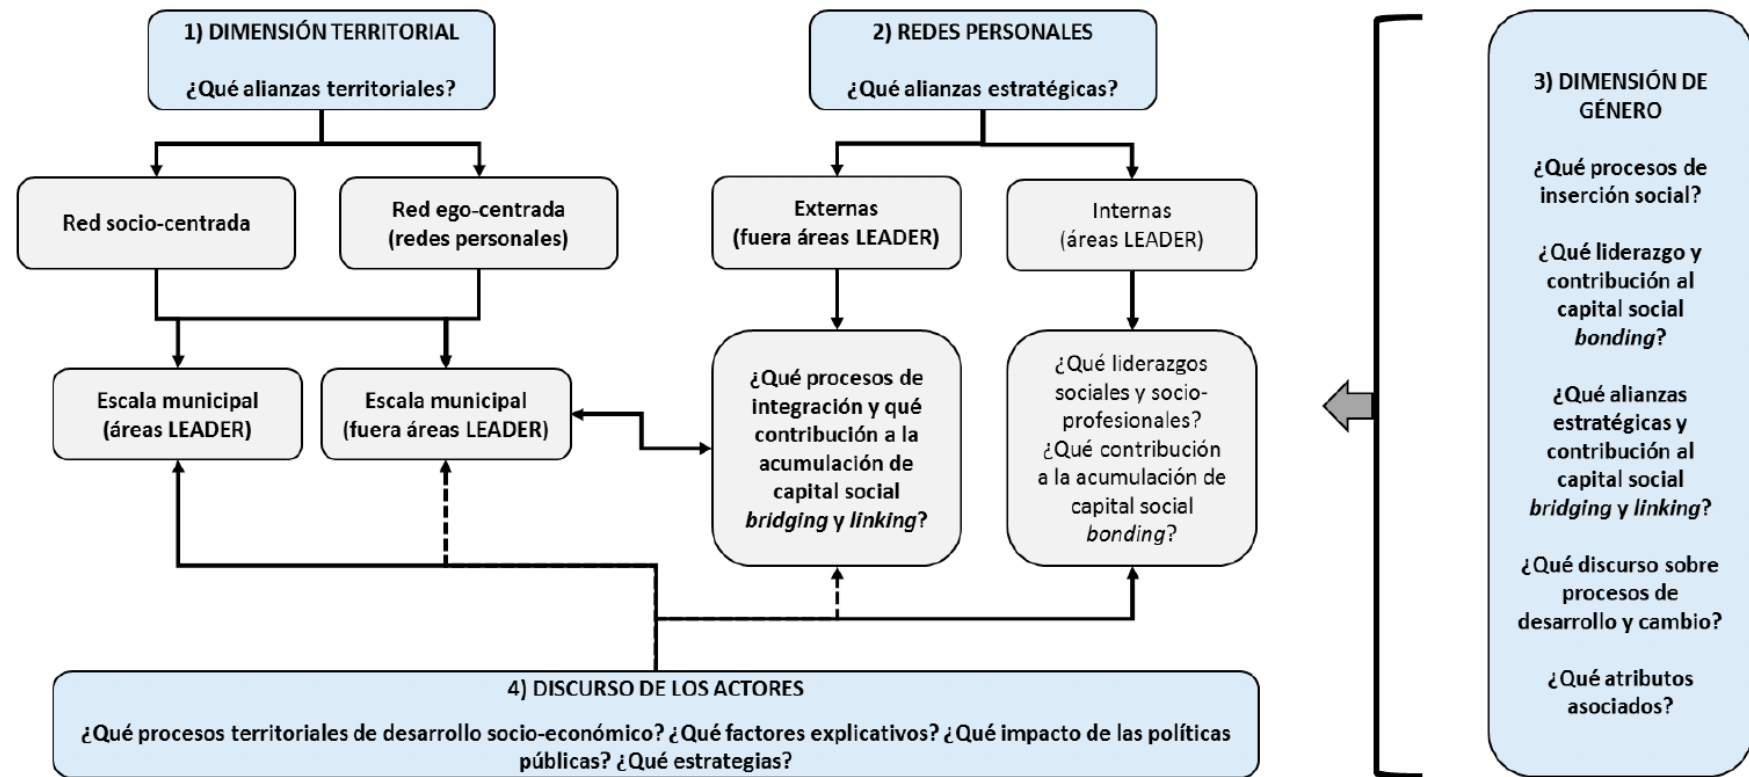 1) DIMENSIÓN TERRITORIAL
¿Qué alianzas territoriales?
2) REDES PERSONALES
¿Qué alianzas estratégicas?
Red socio-centrada
Red ego-centrada
(redes personales)
Externas
(fuera áreas LEADER)
Internas
(áreas LEADER)
Escala municipal
(áreas LEADER)
Escala municipal
(fuera áreas LEADER)
¿Qué procesos de
integración y qué
contribución a la
acumulación de
capital social
bridging y linking?
¿Qué liderazgos
sociales y socio-
profesionales?
¿Qué contribución
a la acumulación de
capital social
bonding?
3) DIMENSIÓN DE
GÉNERO
¿Qué procesos de
inserción social?
¿Qué liderazgo y
contribución al
capital social
bonding?
¿Qué alianzas
estratégicas y
contribución al
capital social
bridging y linking?
¿Qué discurso sobre
procesos de
desarrollo y cambio?
¿Qué atributos
asociados?
4) DISCURSO DE LOS ACTORES
¿Qué procesos territoriales de desarrollo socio-económico? ¿Qué factores explicativos? ¿Qué impacto de las políticas
públicas? ¿Qué estrategias?